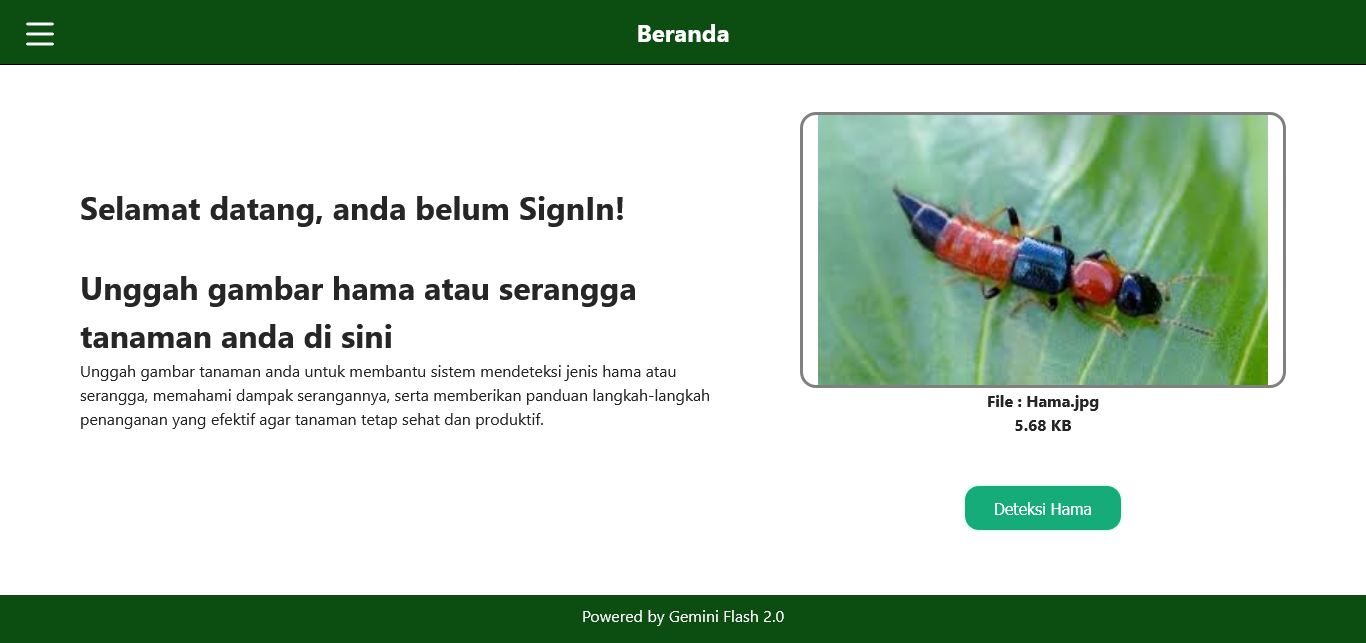 Beranda
Selamat datang, anda belum SignIn!
Unggah gambar hama atau serangga
tanaman anda di sini
Unggah gambar tanaman anda untuk membantu sistem mendeteksi jenis hama atau
serangga, memahami dampak serangannya, serta memberikan panduan langkah-langkah
penanganan yang efektif agar tanaman tetap sehat dan produktif.
File : Hama.jpg
5.68 KB
Deteksi Hama
Powered by Gemini Flash 2.0